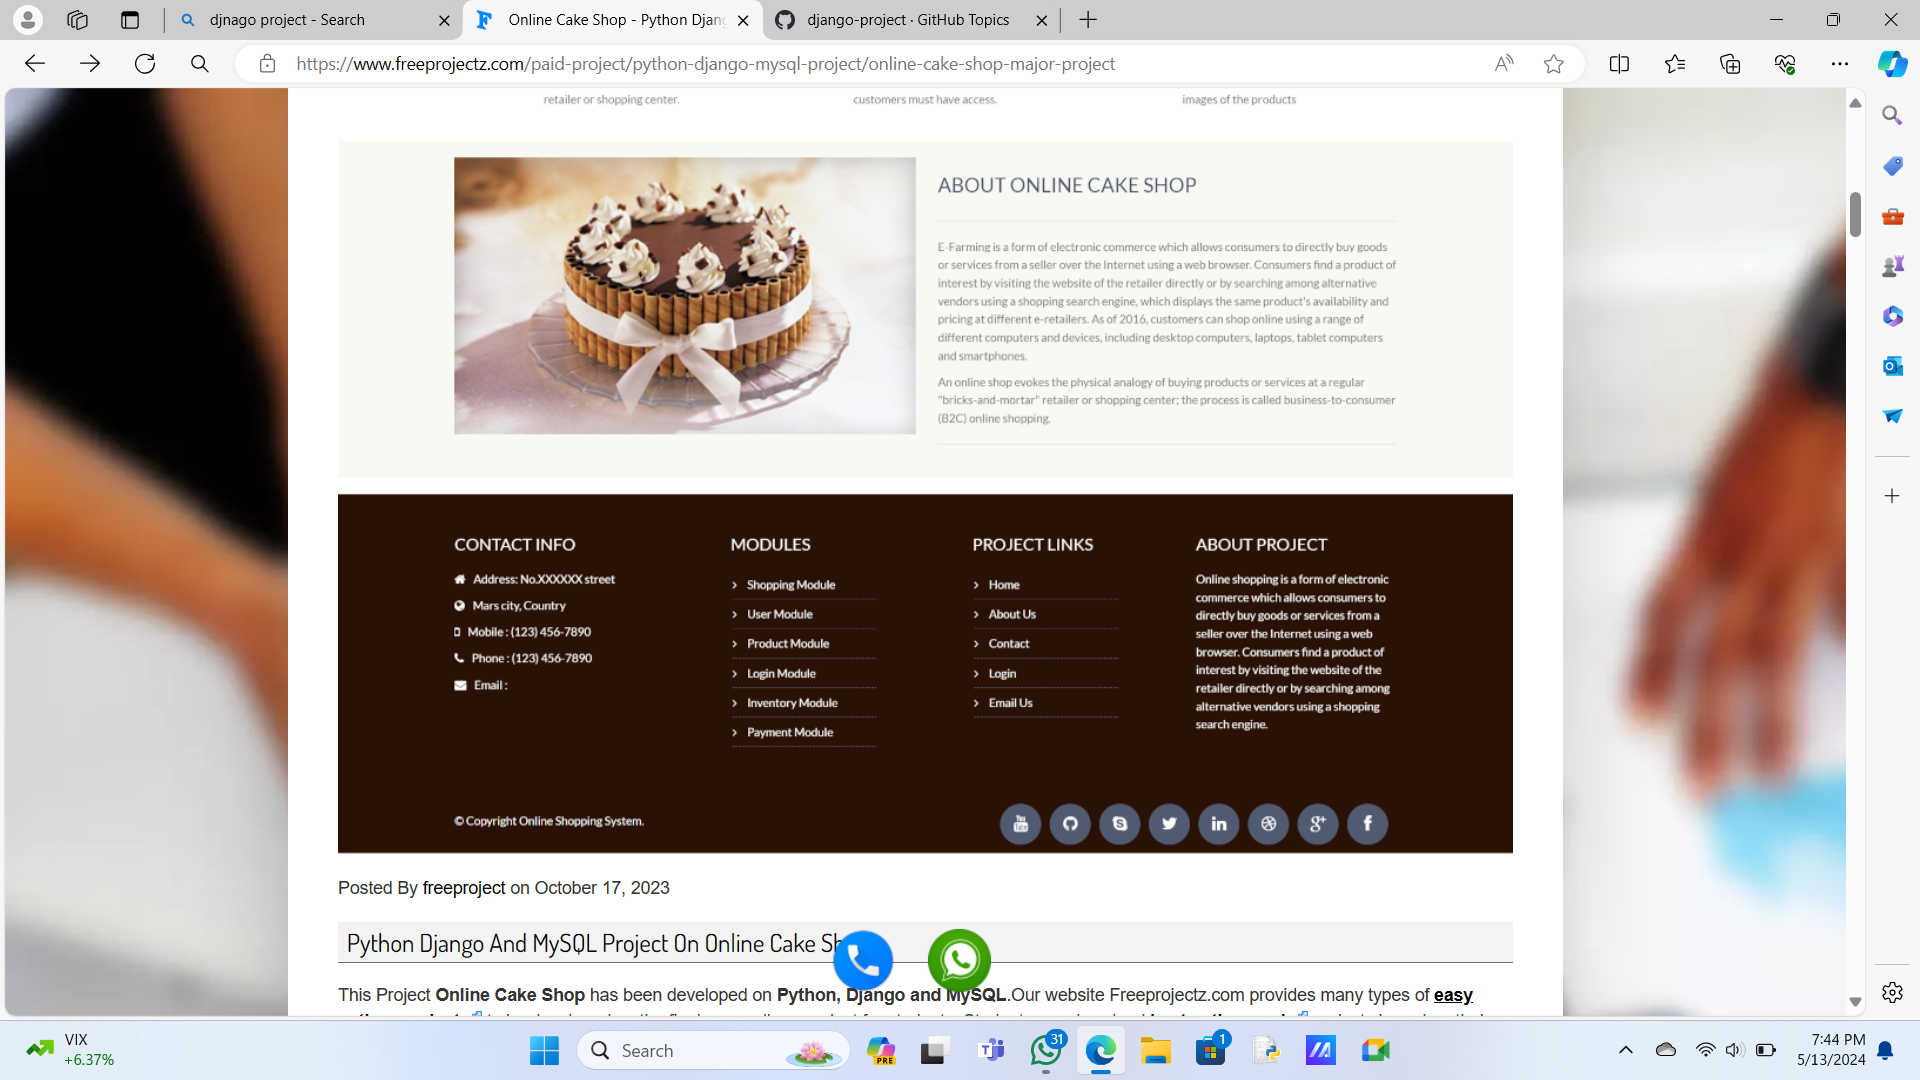 djnago project - Search
Online Cake Shop - Python Djan
django-project · GitHub Topics
https://www.freeprojectz.com/paid-project/python-django-mysql-project/online-cake-shop-major-project
retailer or shopping center.
customers must have access.
images of the products
ABOUT ONLINE CAKE SHOP
E-Farming is a form of electronic commerce which allows consumers to directly buy goods
or services from a seller over the Internet using a web browser. Consumers find a product of
interest by visiting the website of the retailer directly or by searching among alternative
vendors using a shopping search engine, which displays the same product's availability and
pricing at different e-retailers. As of 2016, customers can shop online using a range of
different computers and devices, including desktop computers, laptops, tablet computers
and smartphones.
An online shop evokes the physical analogy of buying products or services at a regular
"bricks-and-mortar" retailer or shopping center; the process is called business-to-consumer
(B2C) online shopping.
CONTACT INFO
Address: No.XXXXXX street
Mars city, Country
Mobile : (123) 456-7890
Phone : (123) 456-7890
Email :
MODULES
Shopping Module
User Module
Product Module
Login Module
Inventory Module
Payment Module
PROJECT LINKS
Home
About Us
Contact
Login
Email Us
ABOUT PROJECT
Online shopping is a form of electronic
commerce which allows consumers to
directly buy goods or services from a
seller over the Internet using a web
browser. Consumers find a product of
interest by visiting the website of the
retailer directly or by searching among
alternative vendors using a shopping
search engine.
© Copyright Online Shopping System.
Posted By freeproject on October 17, 2023
Python Django And MySQL Project On Online Cake Sh
This Project Online Cake Shop has been developed on Python, Django and MySQL.Our website Freeprojectz.com provides many types of easy
VIX
+6.37%
Search
PRE
31
1
7:44 PM
5/13/2024